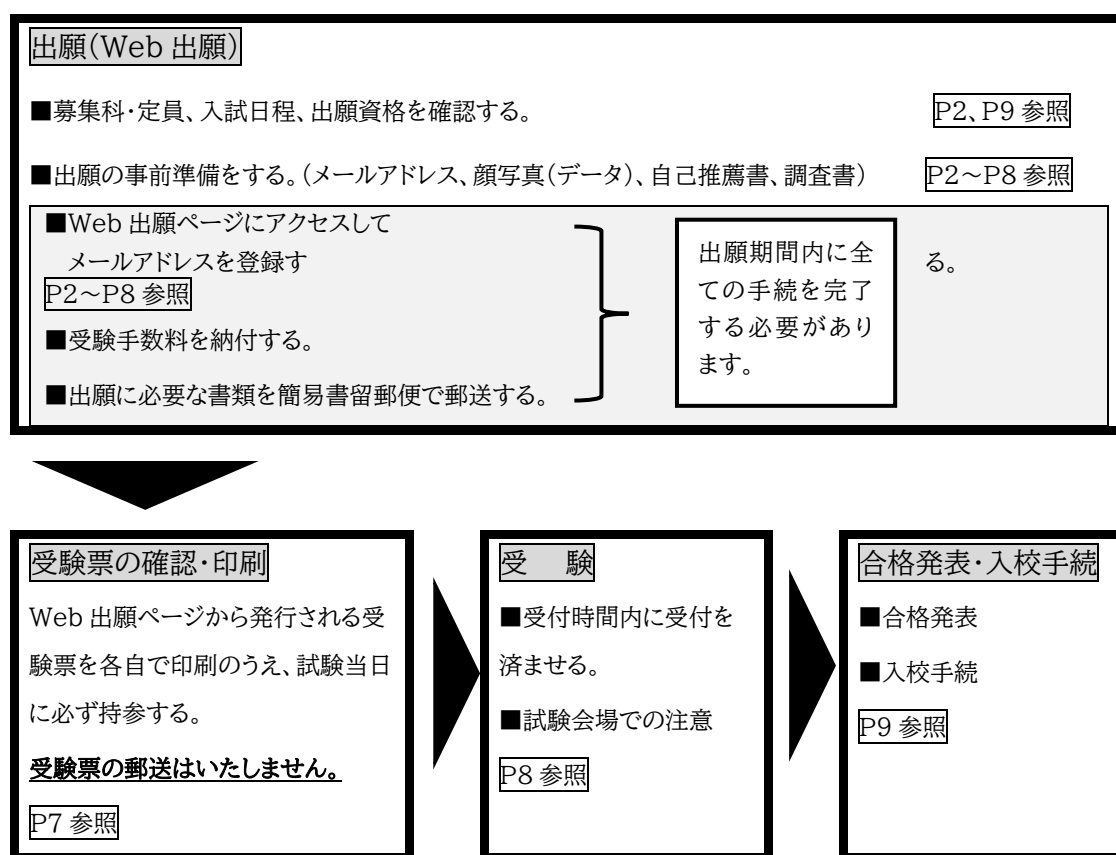 出願(Web 出願)
■募集科・定員、入試日程、出願資格を確認する。 P2、P9 参照
■出願の事前準備をする。(メールアドレス、顔写真(データ)、自己推薦書、調査書) P2～P8 参照
■Web 出願ページにアクセスして
メールアドレスを登録す る。
P2～P8 参照
■受験手数料を納付する。
■出願に必要な書類を簡易書留郵便で郵送する。
出願期間内に全
ての手続を完了
する必要があり
ます。
受験票の確認・印刷
Web 出願ページから発行される受
験票を各自で印刷のうえ、試験当日
に必ず持参する。
受験票の郵送はいたしません。
P7 参照
受　験
■受付時間内に受付を
済ませる。
■試験会場での注意
P8 参照
合格発表・入校手続
■合格発表
■入校手続
P9 参照